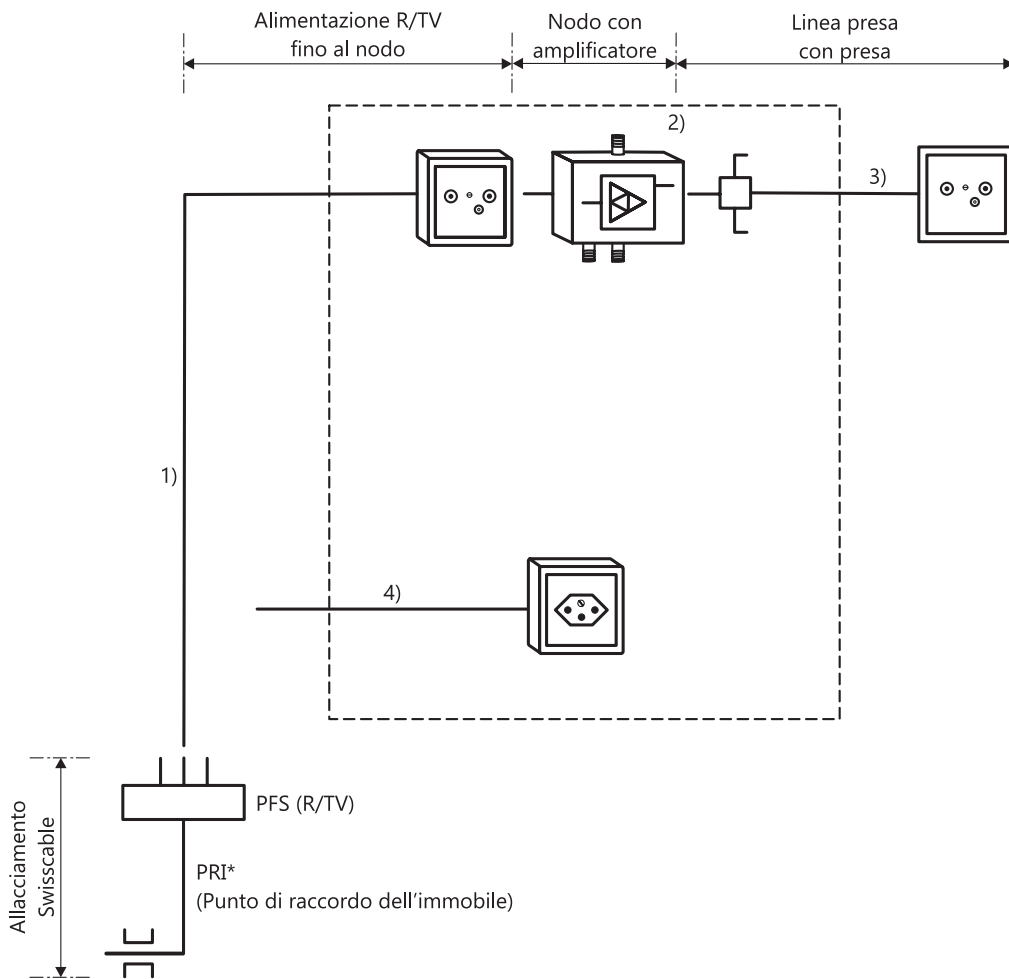 Alimentazione R/TV
fino al nodo
Nodo con
amplificatore
Linea presa
con presa
2)
3)
1)
4)
PFS (R/TV)
Allacciamento
Swisscable
PRI*
(Punto di raccordo dell'immobile)